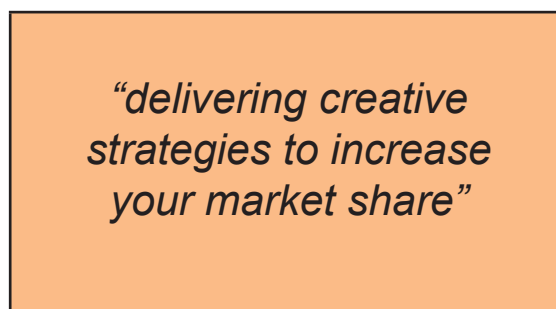 “delivering creative
strategies to increase
your market share”